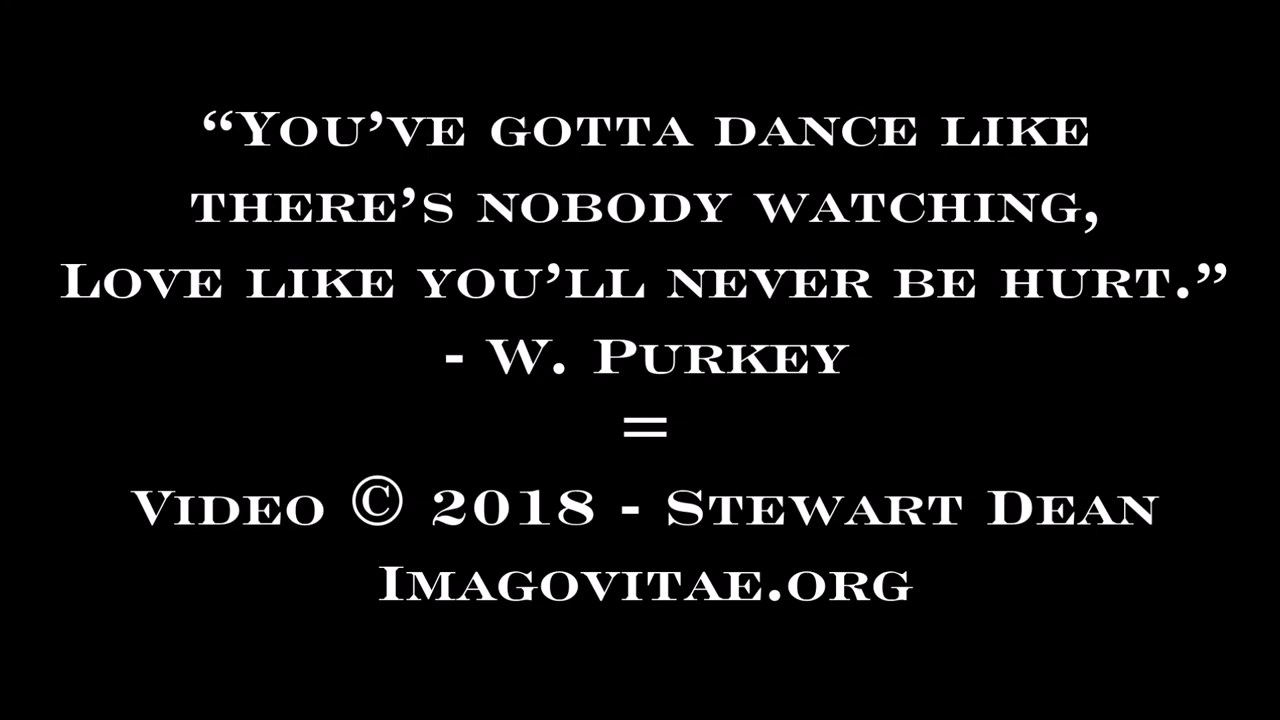 “You’ve gotta dance like
there’s nobody watching,
Love like you’ll never be hurt.”
- W. Purkey
=
Video © 2018 - Stewart Dean
Imagovitae.org